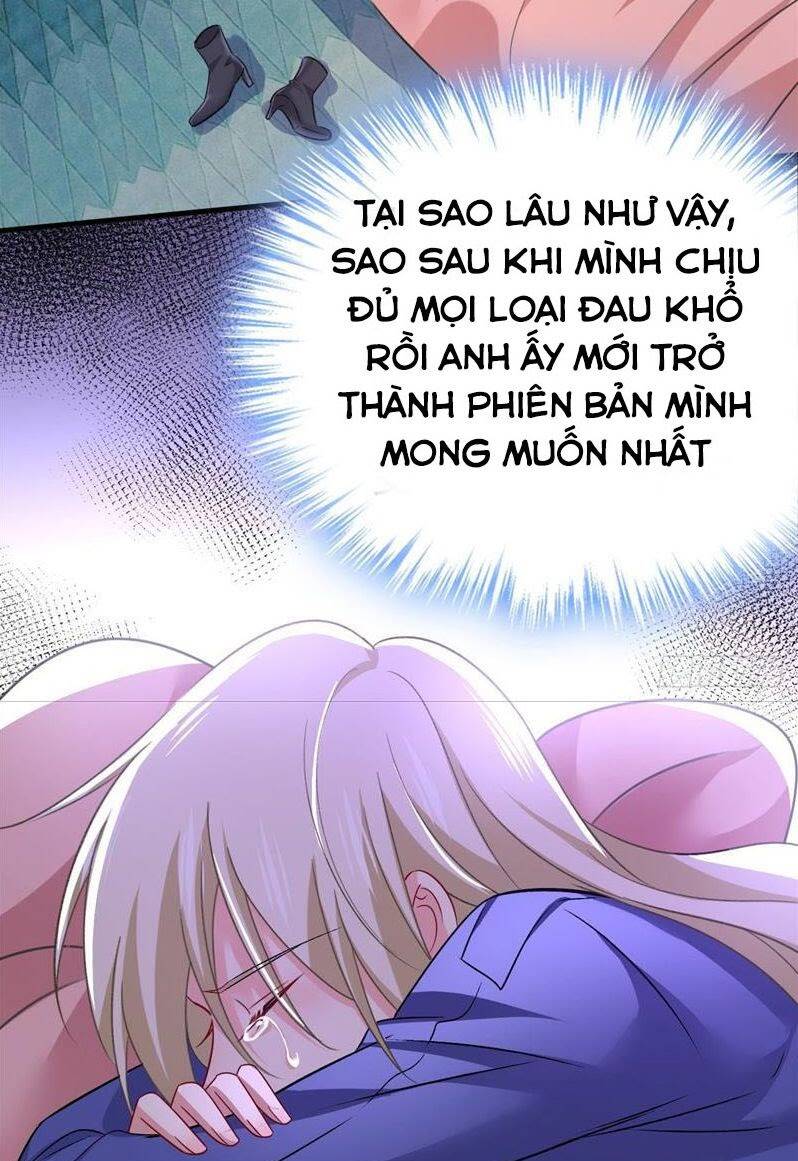 TẠI SAO LÂU NHƯ VẬY,
SAO SAU KHI MÌNH CHỊU
ĐỦ MỌI LOẠI ĐAU KHỔ
RỒI ANH ẤY MỚI TRỞ
THÀNH PHIÊN BẢN MÌNH
MONG MUỐN NHẤT